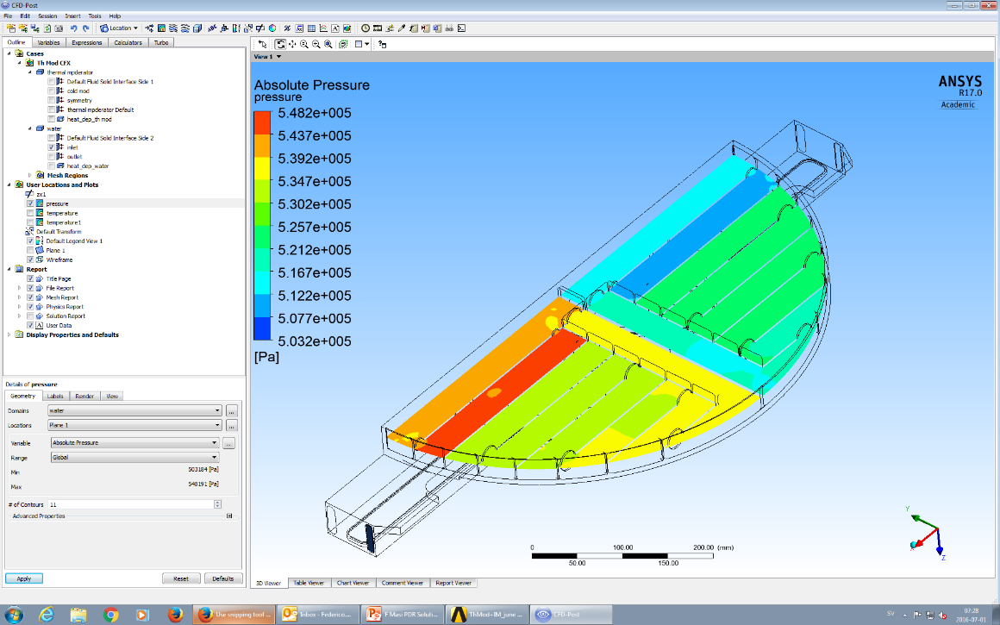 CFD-Post
File Edit Session Insert Tools Help
Location
Outline Variables Expressions Calculators Turbo
Cases
Th Mod CFX
thermal mpderator
Default Fluid Solid Interface Side 1
cold mod
symmetry
thermal mpderator Default
heat_dep_th mod
water
Default Fluid Solid Interface Side 2
inlet
outlet
heat_dep_water
Mesh Regions
User Locations and Plots
zx1
pressure
temperature
temperature1
Default Transform
Default Legend View 1
Plane 1
Wireframe
Report
Title Page
File Report
Mesh Report
Physics Report
Solution Report
User Data
Display Properties and Defaults
Details of pressure
Geometry Labels Render View
Domains water ...
Locations Plane 1 ...
Variable Absolute Pressure ...
Range Global
Min 503184 [Pa]
Max 548191 [Pa]
# of Contours 11
Advanced Properties
Apply Reset Defaults
View 1
Absolute Pressure
pressure
5.482e+005
5.437e+005
5.392e+005
5.347e+005
5.302e+005
5.257e+005
5.212e+005
5.167e+005
5.122e+005
5.077e+005
5.032e+005
[Pa]
ANSYS
R17.0
Academic
0 100.00 200.00 (mm)
50.00 150.00
Y
X
Z
3D Viewer Table Viewer Chart Viewer Comment Viewer Report Viewer
Use snipping tool ...
Inbox - Federico....
F Masi PDR Soluti...
ThMod+IM_june ...
CFD-Post
SV
07:28
2016-07-01